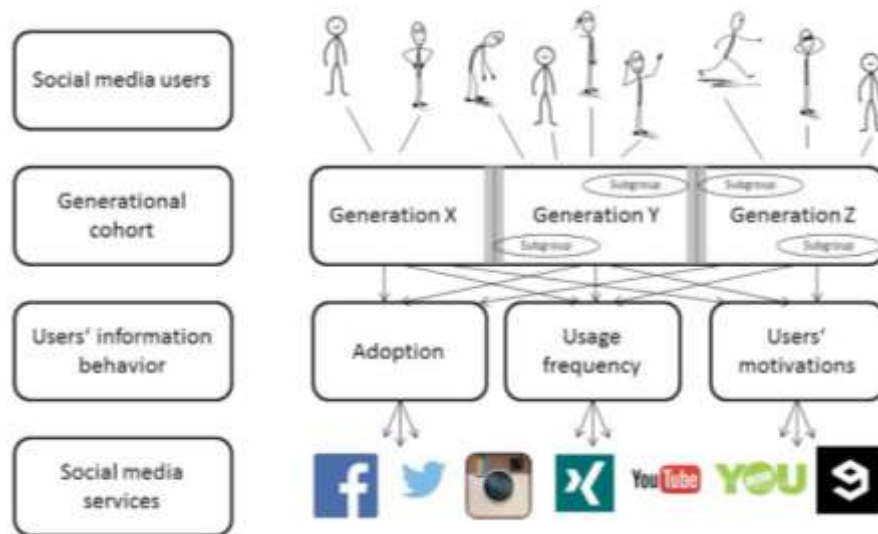 Social media users
Generational
cohort
Generation X
Generation Y
Generation Z
Subgroup
Subgroup
Subgroup
Subgroup
Users' information
behavior
Adoption
Usage
frequency
Users'
motivations
Social media
services
f
YouTube
YOU
9